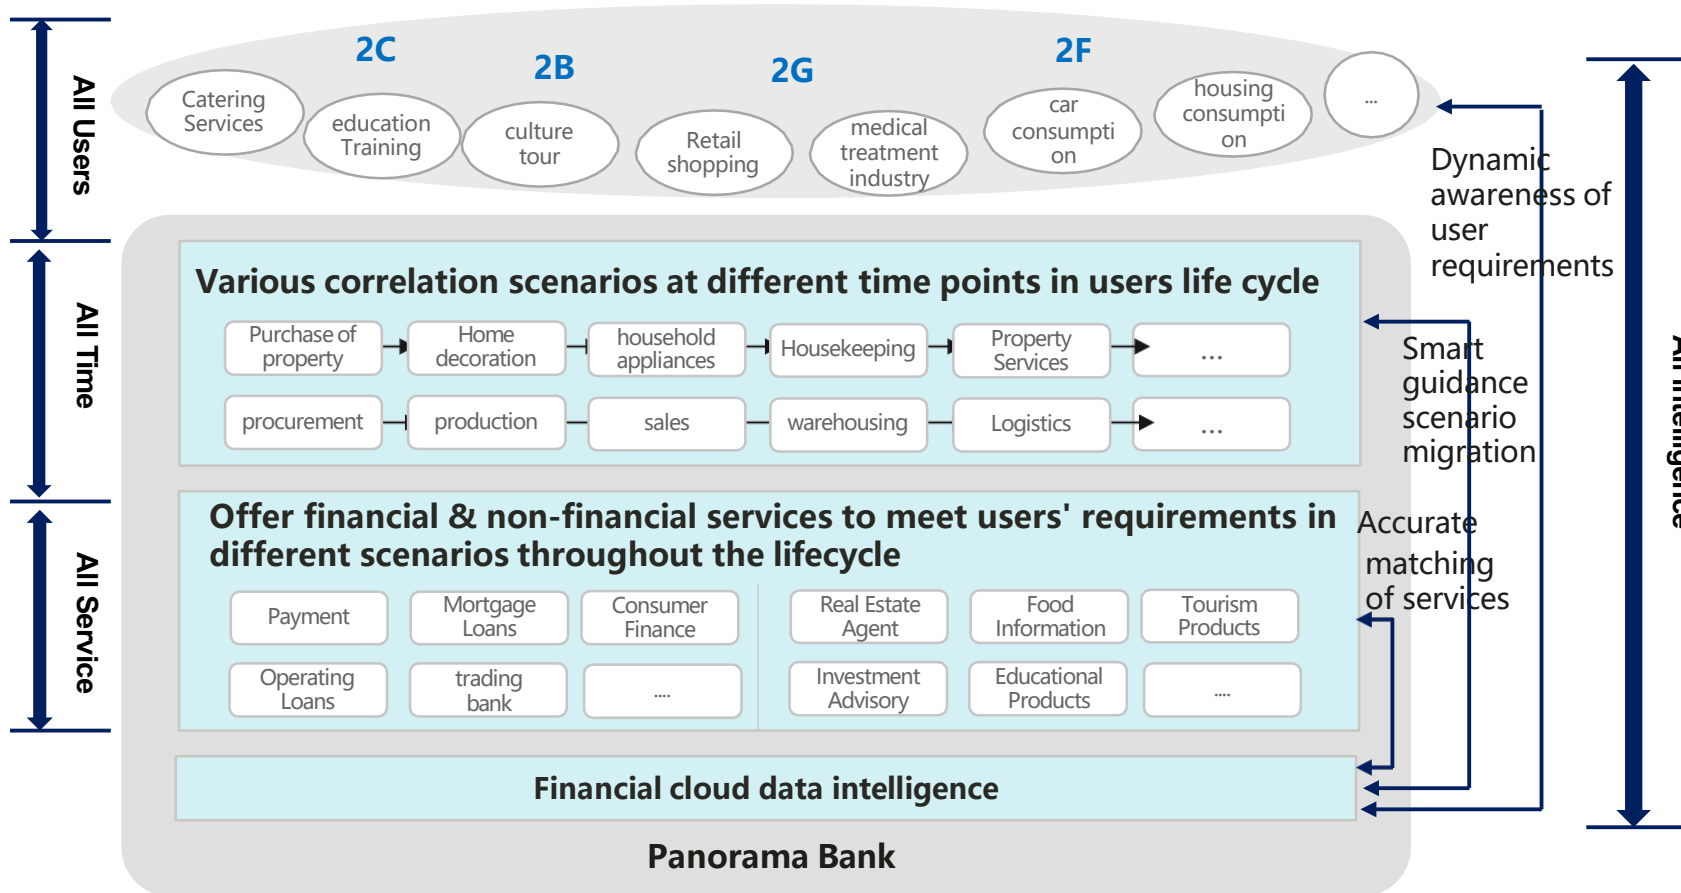 2C
2B
2G
2F
Catering
Services
education
Training
culture
tour
Retail
shopping
medical
treatment
industry
car
consumpti
on
housing
consumpti
on
...
All Users
All Time
All Service
Various correlation scenarios at different time points in users life cycle
Purchase of
property
Home
decoration
household
appliances
Housekeeping
Property
Services
...
procurement
production
sales
warehousing
Logistics
...
Offer financial & non-financial services to meet users' requirements in
different scenarios throughout the lifecycle
Payment
Mortgage
Loans
Consumer
Finance
Real Estate
Agent
Food
Information
Tourism
Products
Operating
Loans
trading
bank
....
Investment
Advisory
Educational
Products
....
Financial cloud data intelligence
Panorama Bank
Dynamic
awareness of
user
requirements
Smart
guidance
scenario
migration
Accurate
matching
of services
All Intelligence